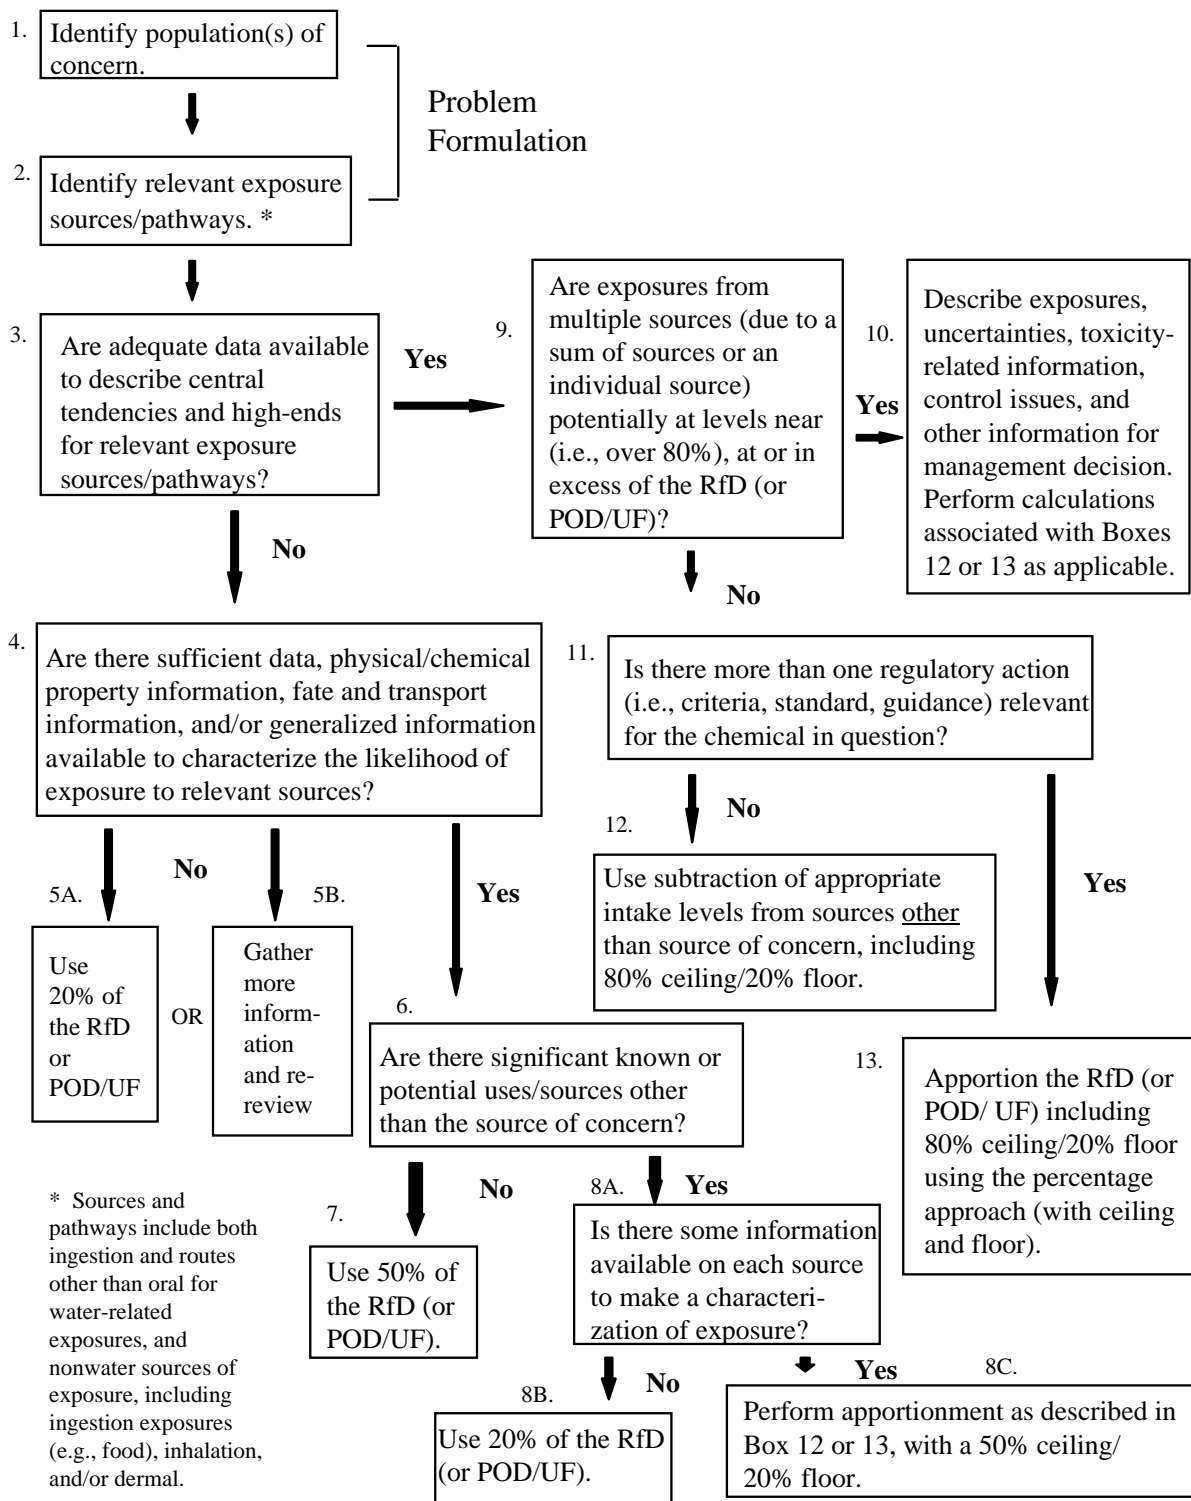 1.
Identify population(s) of
concern.
Problem
Formulation
2.
Identify relevant exposure
sources/pathways. *
3.
Are adequate data available
to describe central
tendencies and high-ends
for relevant exposure
sources/pathways?
Yes
No
9.
Are exposures from
multiple sources (due to a
sum of sources or an
individual source)
potentially at levels near
(i.e., over 80%), at or in
excess of the RfD (or
POD/UF)?
Yes
No
10.
Describe exposures,
uncertainties, toxicity-
related information,
control issues, and
other information for
management decision.
Perform calculations
associated with Boxes
12 or 13 as applicable.
4.
Are there sufficient data, physical/chemical
property information, fate and transport
information, and/or generalized information
available to characterize the likelihood of
exposure to relevant sources?
No
Yes
11.
Is there more than one regulatory action
(i.e., criteria, standard, guidance) relevant
for the chemical in question?
No
Yes
5A.
Use
20% of
the RfD
or
POD/UF
OR
5B.
Gather
more
inform-
ation
and re-
review
12.
Use subtraction of appropriate
intake levels from sources other
than source of concern, including
80% ceiling/20% floor.
6.
Are there significant known or
potential uses/sources other
than the source of concern?
No
Yes
13.
Apportion the RfD (or
POD/ UF) including
80% ceiling/20% floor
using the percentage
approach (with ceiling
and floor).
7.
Use 50% of
the RfD (or
POD/UF).
8A.
Is there some information
available on each source
to make a characteri-
zation of exposure?
No
Yes
8B.
Use 20% of the RfD
(or POD/UF).
8C.
Perform apportionment as described in
Box 12 or 13, with a 50% ceiling/
20% floor.
* Sources and
pathways include both
ingestion and routes
other than oral for
water-related
exposures, and
nonwater sources of
exposure, including
ingestion exposures
(e.g., food), inhalation,
and/or dermal.